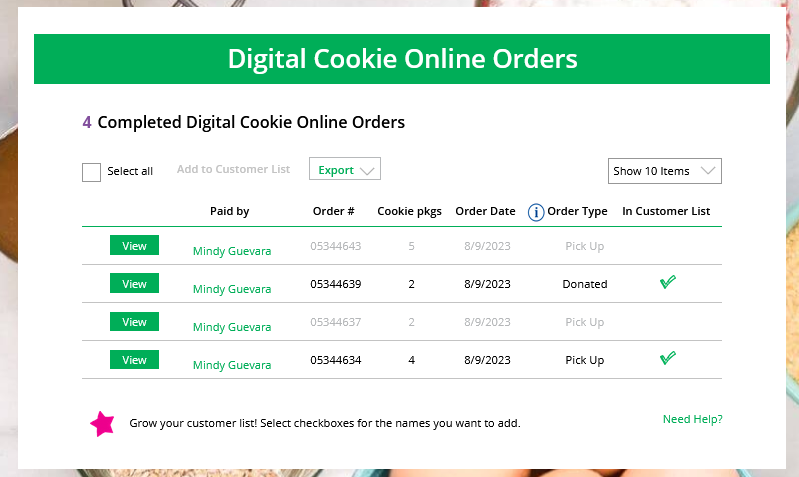 Digital Cookie Online Orders
4 Completed Digital Cookie Online Orders
Select all Add to Customer List Export Show 10 Items
Paid by Order # Cookie pkgs Order Date i Order Type In Customer List
View Mindy Guevara 05344643 5 8/9/2023 Pick Up
View Mindy Guevara 05344639 2 8/9/2023 Donated
View Mindy Guevara 05344637 2 8/9/2023 Pick Up
View Mindy Guevara 05344634 4 8/9/2023 Pick Up
Grow your customer list! Select checkboxes for the names you want to add. Need Help?